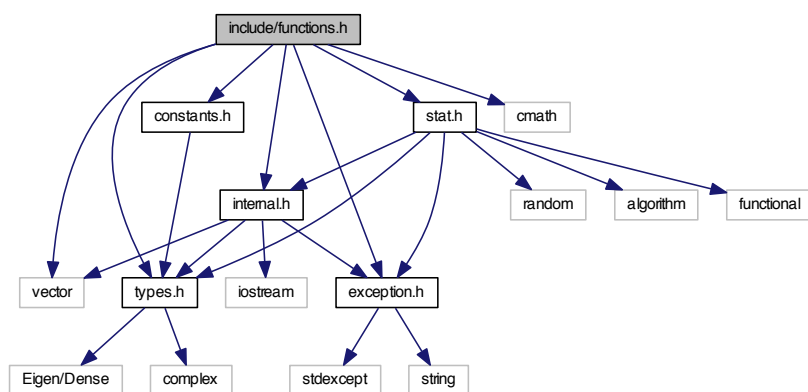 include/functions.h
constants.h
stat.h
cmath
internal.h
random
algorithm
functional
vector
types.h
iostream
exception.h
Eigen/Dense
complex
stdexcept
string